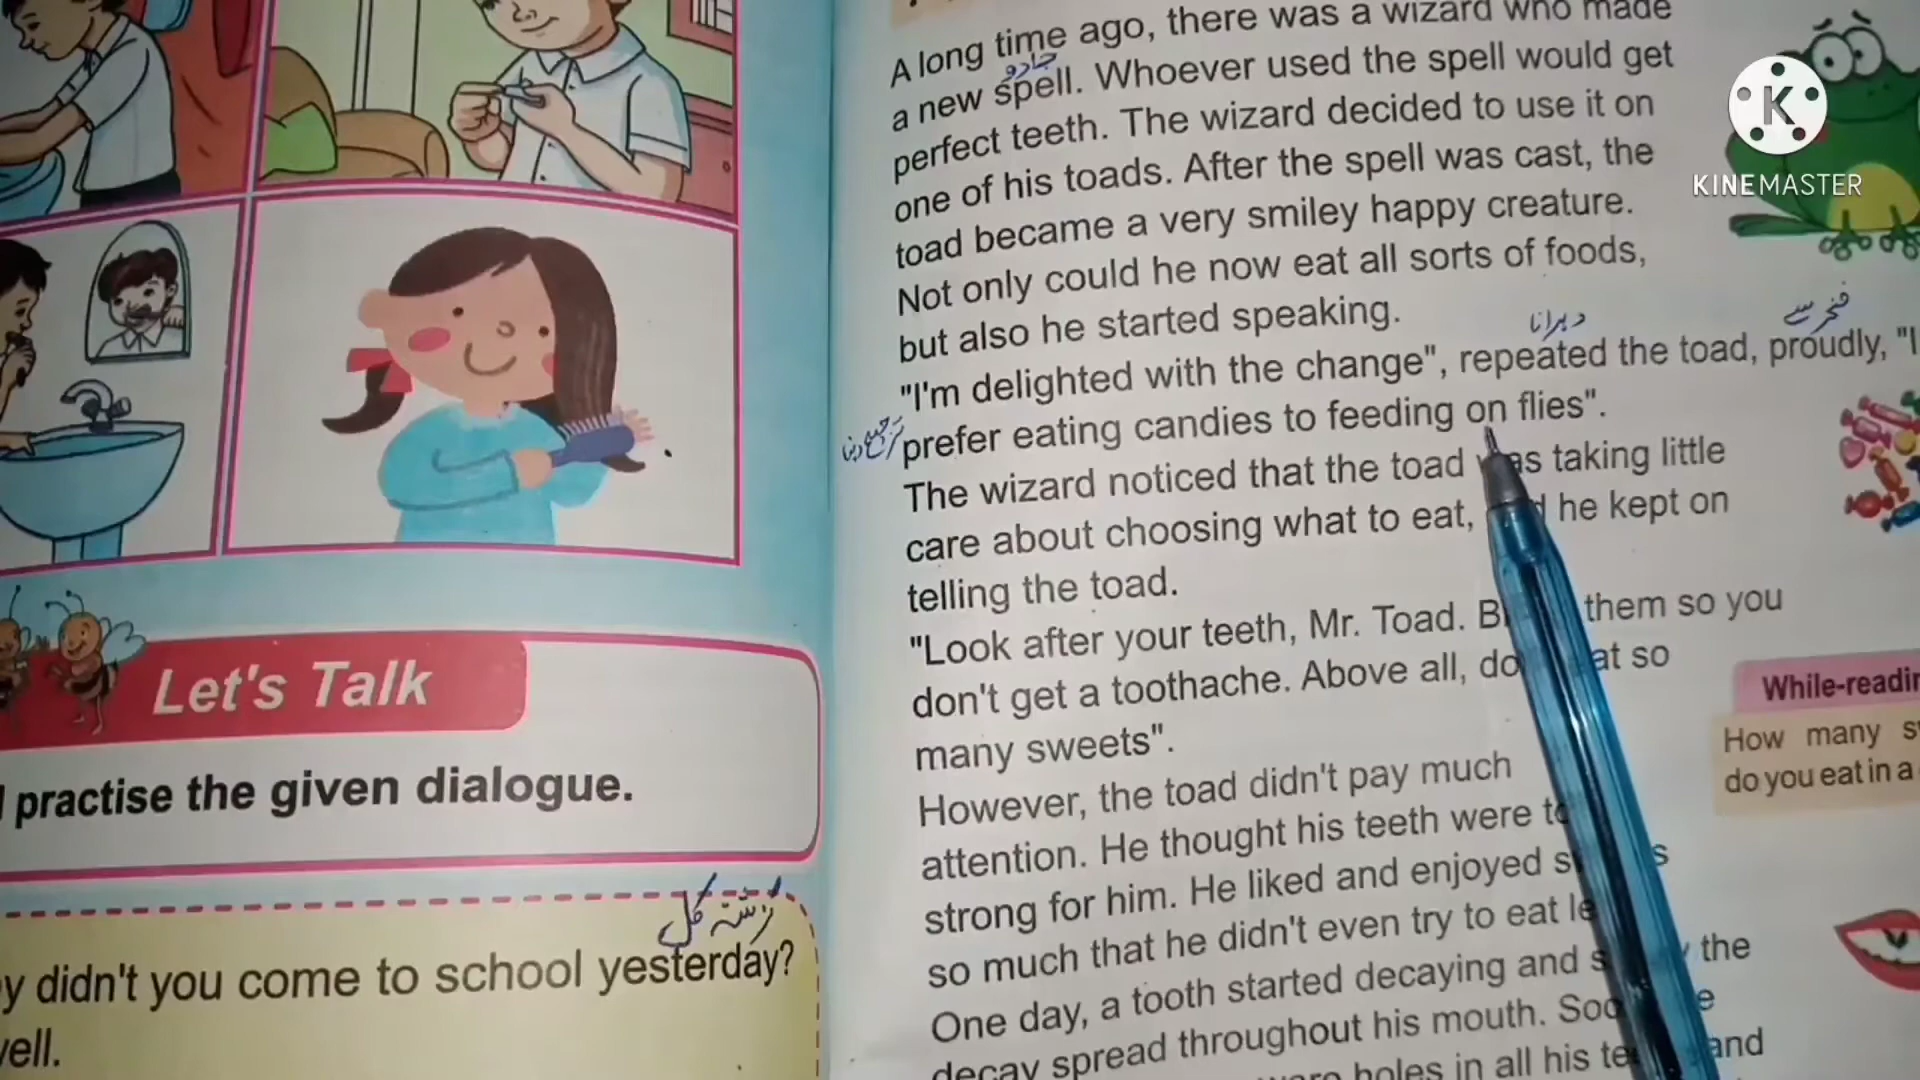 Let's Talk
practise the given dialogue.
گزشتہ کل
didn't you come to school yesterday?
A long time ago, there was a wizard who made
جادو
a new spell. Whoever used the spell would get
perfect teeth. The wizard decided to use it on
one of his toads. After the spell was cast, the
toad became a very smiley happy creature.
Not only could he now eat all sorts of foods,
but also he started speaking.
دہرانا فخر سے
"I'm delighted with the change", repeated the toad, proudly, "I
ترجیح دینا prefer eating candies to feeding on flies".
The wizard noticed that the toad was taking little
care about choosing what to eat, he kept on
telling the toad.
"Look after your teeth, Mr. Toad. them so you
don't get a toothache. Above all, so
many sweets".
However, the toad didn't pay much
attention. He thought his teeth were
strong for him. He liked and enjoyed
so much that he didn't even try to eat
One day, a tooth started decaying and the
decay spread throughout his mouth.
holes in all his and
KINEMASTER
While-readin
How many
do you eat in a